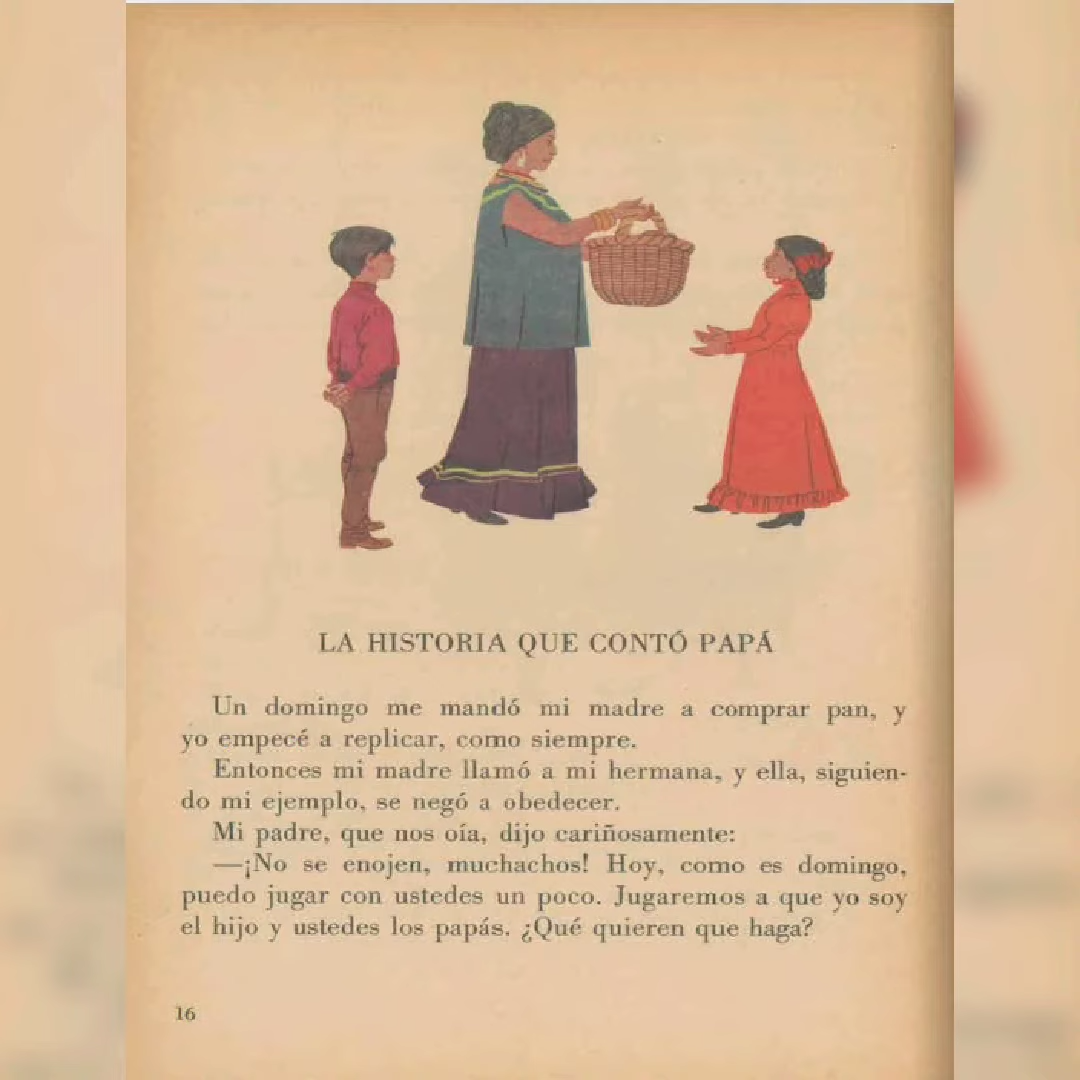 LA HISTORIA QUE CONTÓ PAPÁ
Un domingo me mandó mi madre a comprar pan, y
yo empecé a replicar, como siempre.
Entonces mi madre llamó a mi hermana, y ella, siguien-
do mi ejemplo, se negó a obedecer.
Mi padre, que nos oía, dijo cariñosamente:
—¡No se enojen, muchachos! Hoy, como es domingo,
puedo jugar con ustedes un poco. Jugaremos a que yo soy
el hijo y ustedes los papás. ¿Qué quieren que haga?
16